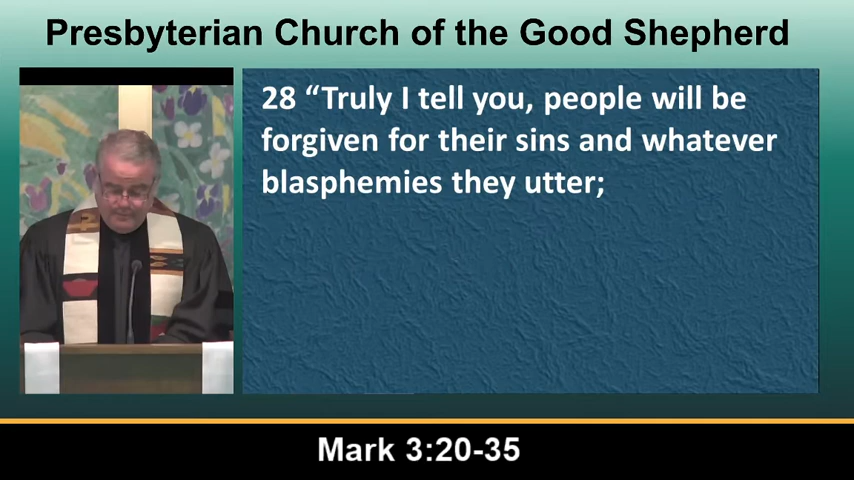 Presbyterian Church of the Good Shepherd
28 “Truly I tell you, people will be
forgiven for their sins and whatever
blasphemies they utter;
Mark 3:20-35